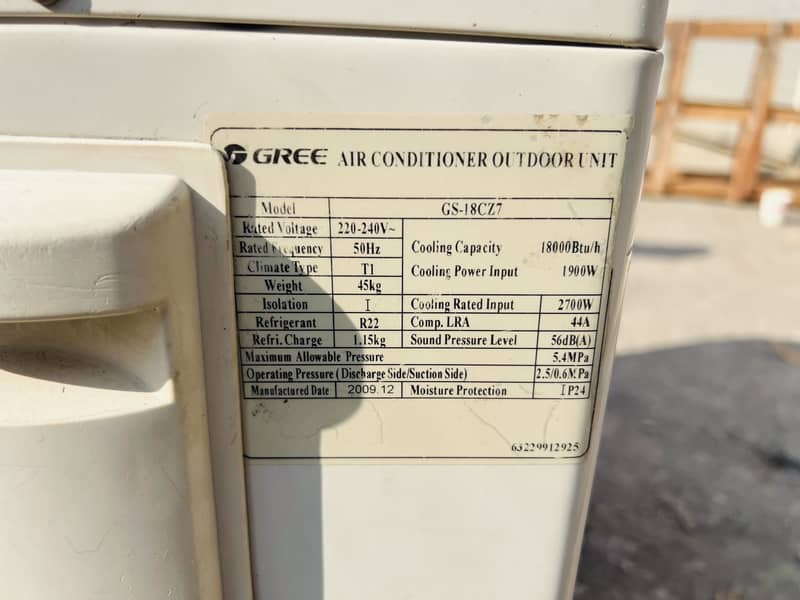 GREE AIR CONDITIONER OUTDOOR UNIT
Model GS-18CZ7
Rated Voltage 220-240V~
Rated Frequency 50Hz
Cooling Capacity 18000Btu/h
Climate Type T1
Cooling Power Input 1900W
Weight 45kg
Isolation I Cooling Rated Input 2700W
Refrigerant R22 Comp. LRA 44A
Refri. Charge 1.15kg Sound Pressure Level 56dB(A)
Maximum Allowable Pressure 5.4MPa
Operating Pressure (Discharge Side/Suction Side) 2.5/0.6MPa
Manufactured Date 2009.12 Moisture Protection IP24
63229912925